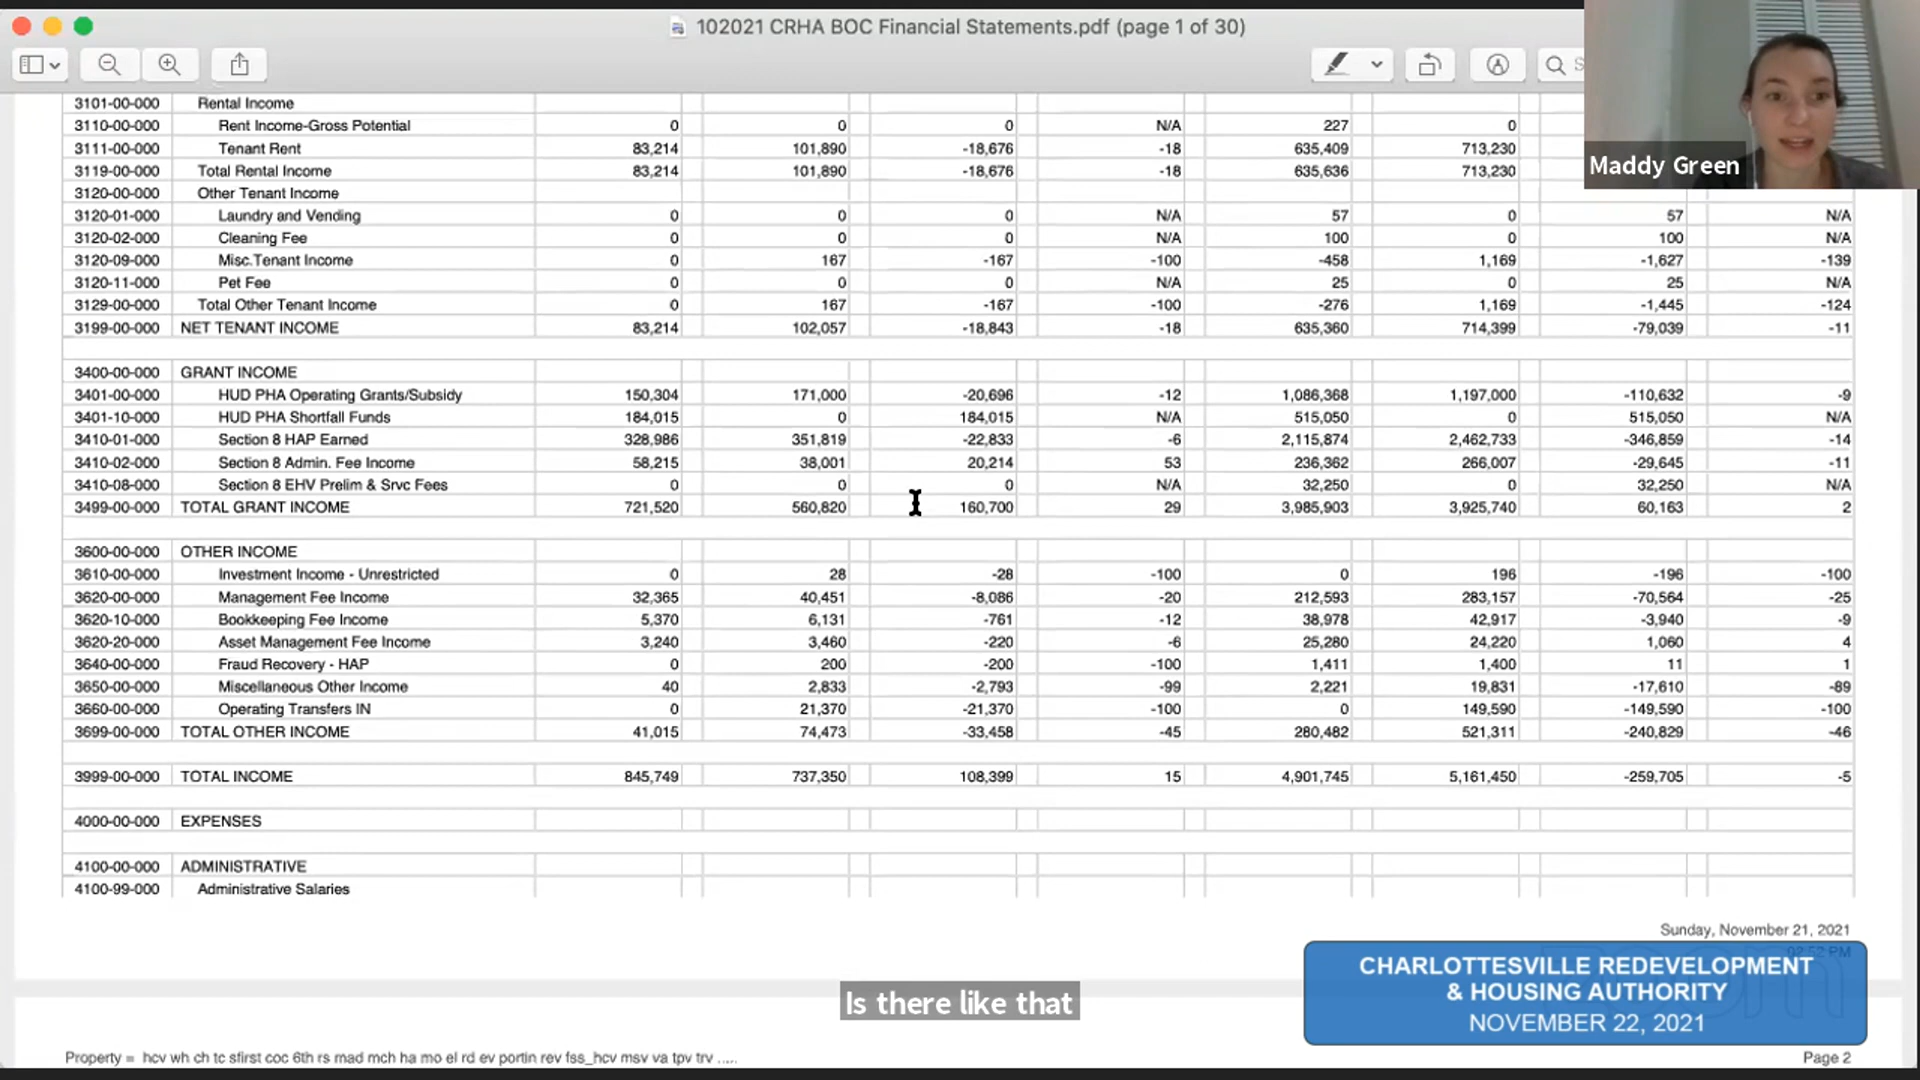 102021 CRHA BOC Financial Statements.pdf (page 1 of 30)
Maddy Green
3101-00-000 Rental Income
3110-00-000 Rent Income-Gross Potential 0 0 0 N/A 227 0
3111-00-000 Tenant Rent 83,214 101,890 -18,676 -18 635,409 713,230
3119-00-000 Total Rental Income 83,214 101,890 -18,676 -18 635,636 713,230
3120-00-000 Other Tenant Income
3120-01-000 Laundry and Vending 0 0 0 N/A 57 0 57 N/A
3120-02-000 Cleaning Fee 0 0 0 N/A 100 0 100 N/A
3120-09-000 Misc.Tenant Income 0 167 -167 -100 -458 1,169 -1,627 -139
3120-11-000 Pet Fee 0 0 0 N/A 25 0 25 N/A
3129-00-000 Total Other Tenant Income 0 167 -167 -100 -276 1,169 -1,445 -124
3199-00-000 NET TENANT INCOME 83,214 102,057 -18,843 -18 635,360 714,399 -79,039 -11
3400-00-000 GRANT INCOME
3401-00-000 HUD PHA Operating Grants/Subsidy 150,304 171,000 -20,696 -12 1,086,368 1,197,000 -110,632 -9
3401-10-000 HUD PHA Shortfall Funds 184,015 0 184,015 N/A 515,050 0 515,050 N/A
3410-01-000 Section 8 HAP Earned 328,986 351,819 -22,833 -6 2,115,874 2,462,733 -346,859 -14
3410-02-000 Section 8 Admin. Fee Income 58,215 38,001 20,214 53 236,362 266,007 -29,645 -11
3410-08-000 Section 8 EHV Prelim & Srvc Fees 0 0 0 N/A 32,250 0 32,250 N/A
3499-00-000 TOTAL GRANT INCOME 721,520 560,820 160,700 29 3,985,903 3,925,740 60,163 2
3600-00-000 OTHER INCOME
3610-00-000 Investment Income - Unrestricted 0 28 -28 -100 0 196 -196 -100
3620-00-000 Management Fee Income 32,365 40,451 -8,086 -20 212,593 283,157 -70,564 -25
3620-10-000 Bookkeeping Fee Income 5,370 6,131 -761 -12 38,978 42,917 -3,940 -9
3620-20-000 Asset Management Fee Income 3,240 3,460 -220 -6 25,280 24,220 1,060 4
3640-00-000 Fraud Recovery - HAP 0 200 -200 -100 1,411 1,400 11 1
3650-00-000 Miscellaneous Other Income 40 2,833 -2,793 -99 2,221 19,831 -17,610 -89
3660-00-000 Operating Transfers IN 0 21,370 -21,370 -100 0 149,590 -149,590 -100
3699-00-000 TOTAL OTHER INCOME 41,015 74,473 -33,458 -45 280,482 521,311 -240,829 -46
3999-00-000 TOTAL INCOME 845,749 737,350 108,399 15 4,901,745 5,161,450 -259,705 -5
4000-00-000 EXPENSES
4100-00-000 ADMINISTRATIVE
4100-99-000 Administrative Salaries
Sunday, November 21, 2021
CHARLOTTESVILLE REDEVELOPMENT
& HOUSING AUTHORITY
NOVEMBER 22, 2021
Is there like that
Property = hcv wh ch tc sfirst coc 6th rs mad mch ha mo el rd ev portin rev fss_hcv msv va tpv trv .....
Page 2